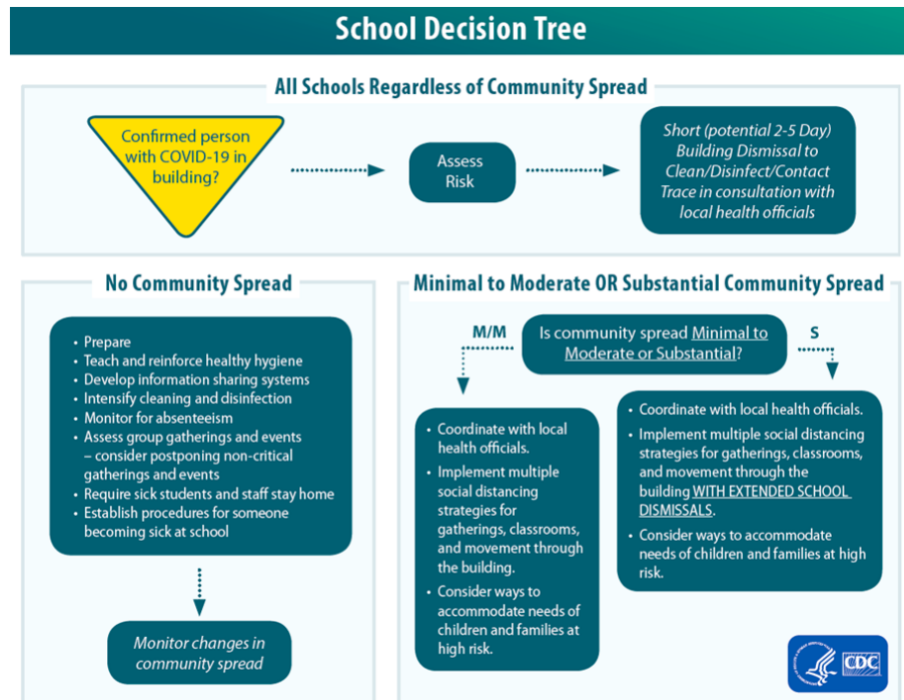 School Decision Tree
All Schools Regardless of Community Spread
Confirmed person
with COVID-19 in
building?
Assess
Risk
Short (potential 2-5 Day)
Building Dismissal to
Clean/Disinfect/Contact
Trace in consultation with
local health officials
No Community Spread
• Prepare
• Teach and reinforce healthy hygiene
• Develop information sharing systems
• Intensify cleaning and disinfection
• Monitor for absenteeism
• Assess group gatherings and events
– consider postponing non-critical
gatherings and events
• Require sick students and staff stay home
• Establish procedures for someone
becoming sick at school
Monitor changes in
community spread
Minimal to Moderate OR Substantial Community Spread
M/M
Is community spread Minimal to
Moderate or Substantial?
S
• Coordinate with local
health officials.
• Implement multiple
social distancing
strategies for
gatherings, classrooms,
and movement through
the building.
• Consider ways to
accommodate needs of
children and families at
high risk.
• Coordinate with local health officials.
• Implement multiple social distancing
strategies for gatherings, classrooms,
and movement through the
building WITH EXTENDED SCHOOL
DISMISSALS.
• Consider ways to accommodate
needs of children and families at high
risk.
CDC